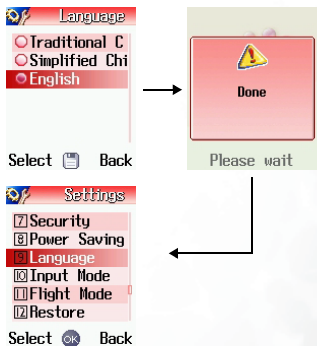 Language
Traditional C
Simplified Chi
English
Select Back
Done
Please wait
Settings
7 Security
8 Power Saving
9 Language
10 Input Mode
11 Flight Mode
12 Restore
Select OK Back